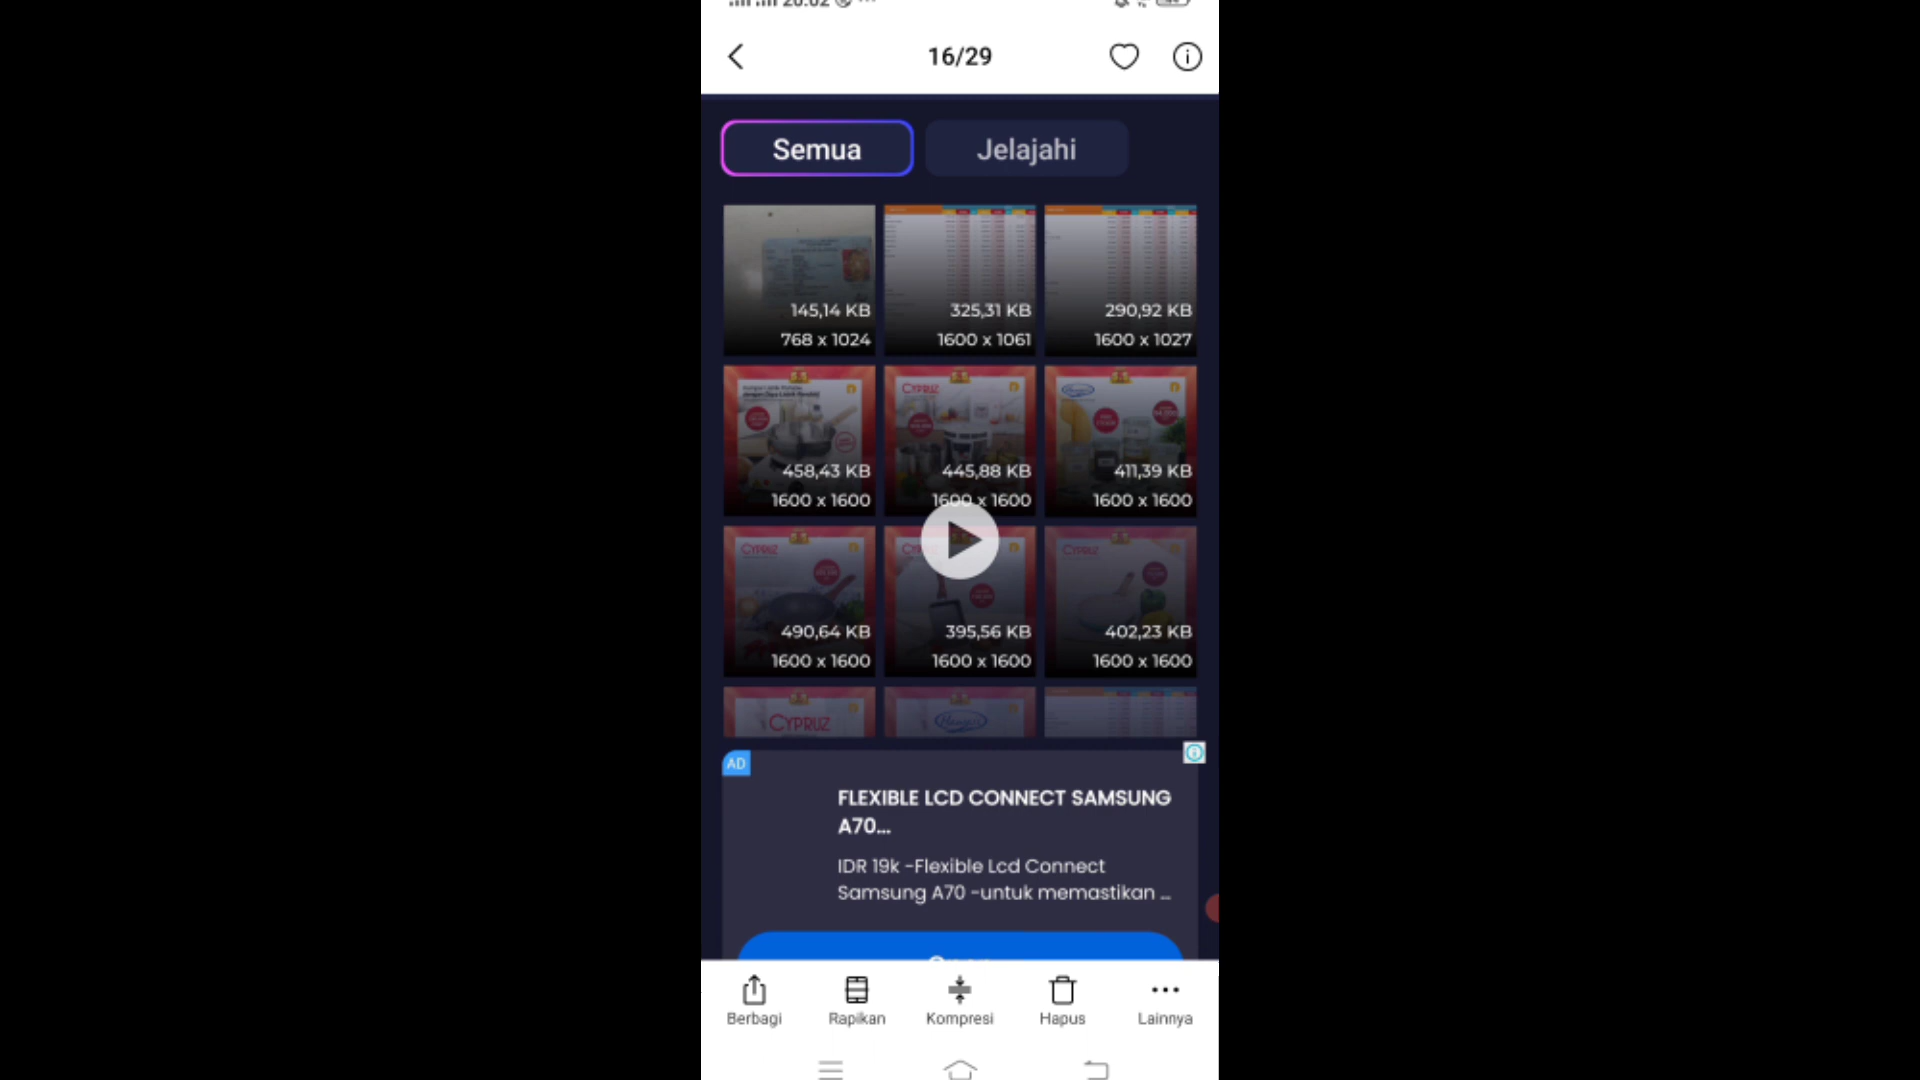 16/29
Semua
Jelajahi
145,14 KB
768 x 1024
325,31 KB
1600 x 1061
290,92 KB
1600 x 1027
458,43 KB
1600 x 1600
CYPRUZ
445,88 KB
1600 x 1600
411,39 KB
1600 x 1600
CYPRUZ
490,64 KB
1600 x 1600
395,56 KB
1600 x 1600
CYPRUZ
402,23 KB
1600 x 1600
CYPRUZ
AD
FLEXIBLE LCD CONNECT SAMSUNG
A70...
IDR 19k -Flexible Lcd Connect
Samsung A70 -untuk memastikan ...
Berbagi
Rapikan
Kompresi
Hapus
Lainnya